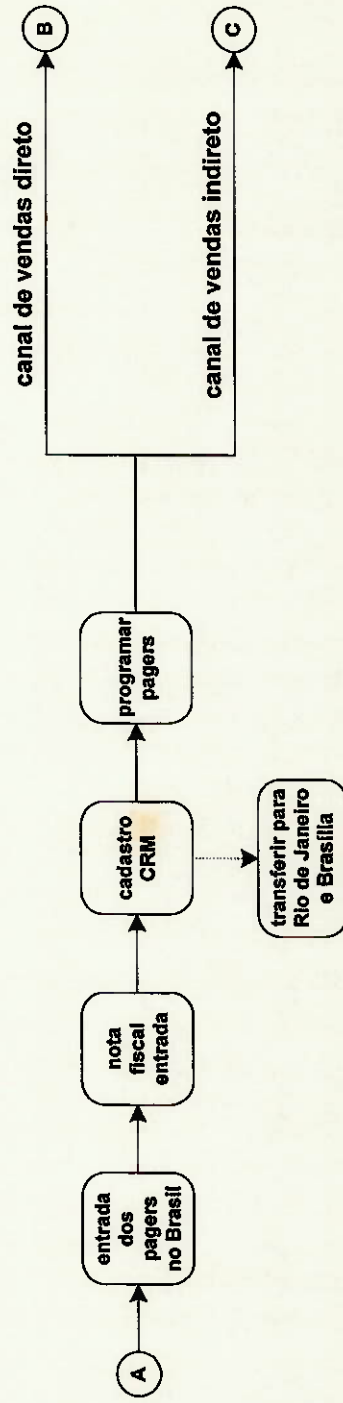 A
entrada
dos
pagers
no Brasil
nota
fiscal
entrada
cadastro
CRM
transferir para
Rio de Janeiro
e Brasília
programar
pagers
canal de vendas direto
B
canal de vendas indireto
C